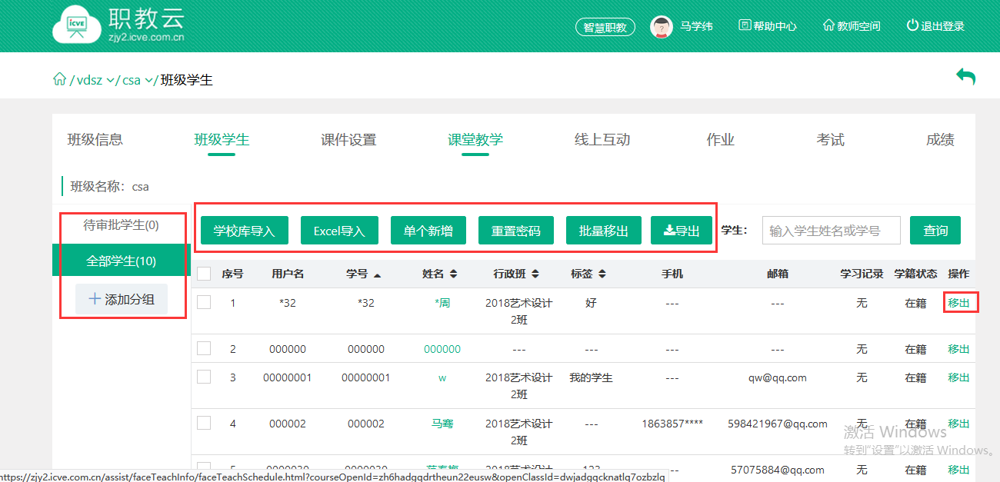 icve 职教云 zjy2.icve.com.cn 智慧职教 马学纬 帮助中心 教师空间 退出登录
/ vdsz / csa / 班级学生
班级信息 班级学生 课件设置 课堂教学 线上互动 作业 考试 成绩
班级名称：csa
待审批学生(0)
全部学生(10)
添加分组
学校库导入 Excel导入 单个新增 重置密码 批量移出 导出 学生： 输入学生姓名或学号 查询
序号 用户名 学号 姓名 行政班 标签 手机 邮箱 学习记录 学籍状态 操作
1 *32 *32 *周 2018艺术设计2班 好 --- --- 无 在籍 移出
2 000000 000000 000000 --- --- --- --- 无 在籍 移出
3 00000001 00000001 w 2018艺术设计2班 我的学生 --- qw@qq.com 无 在籍 移出
4 000002 000002 马骞 2018艺术设计2班 --- 1863857**** 598421967@qq.com 无 在籍 移出
2018艺术设计 --- 57075884@qq.com 无 在籍 移出
激活 Windows
转到"设置"以激活 Windows。
https://zjy2.icve.com.cn/assist/faceTeachInfo/faceTeachSchedule.html?courseOpenId=zh6hadgqdrtheun22eusw&openClassId=dwjadgqcknatlq7ozbzlq